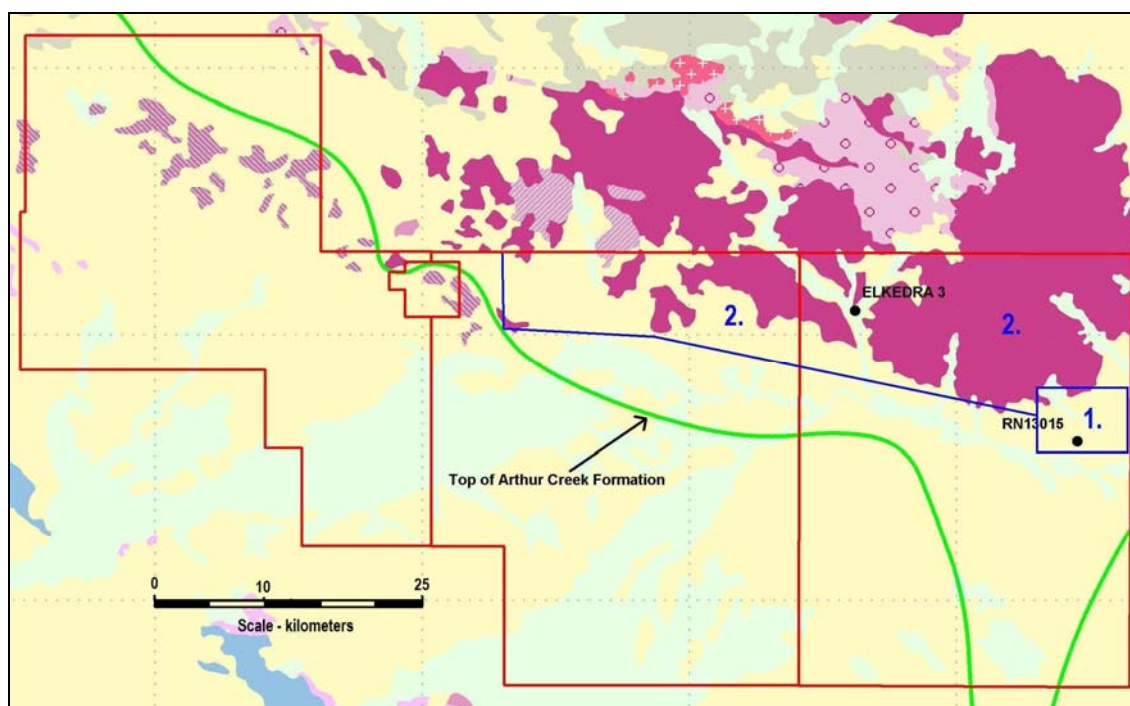 ELKEDRA 3
2.
2.
RN13015
1.
Top of Arthur Creek Formation
0
10
25
Scale - kilometers